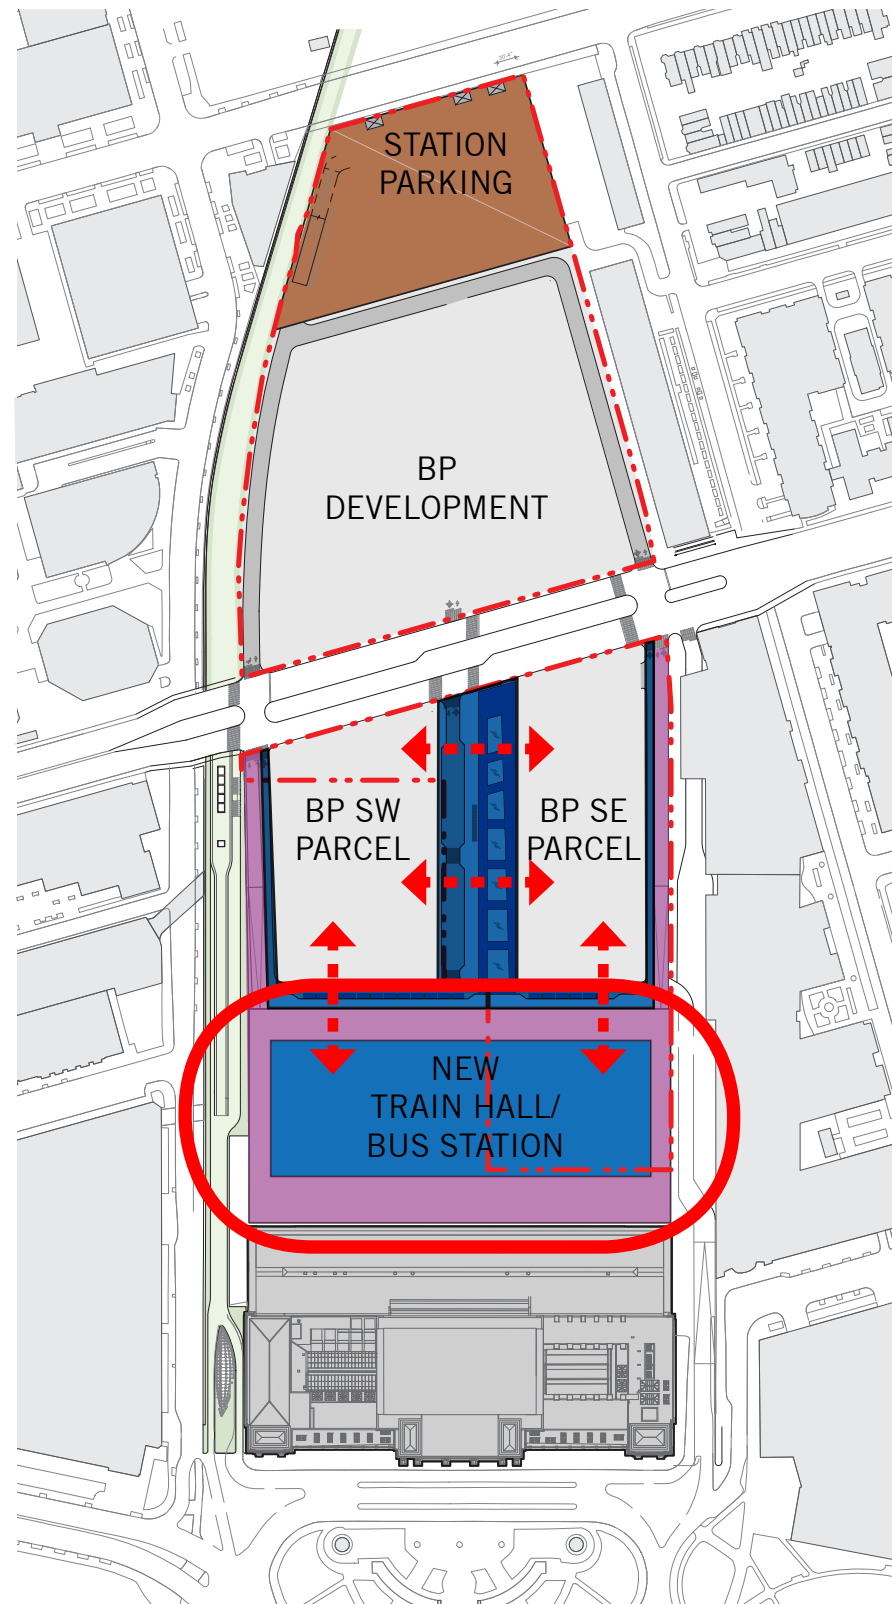 STATION
PARKING
BP
DEVELOPMENT
BP SW
PARCEL
BP SE
PARCEL
NEW
TRAIN HALL/
BUS STATION